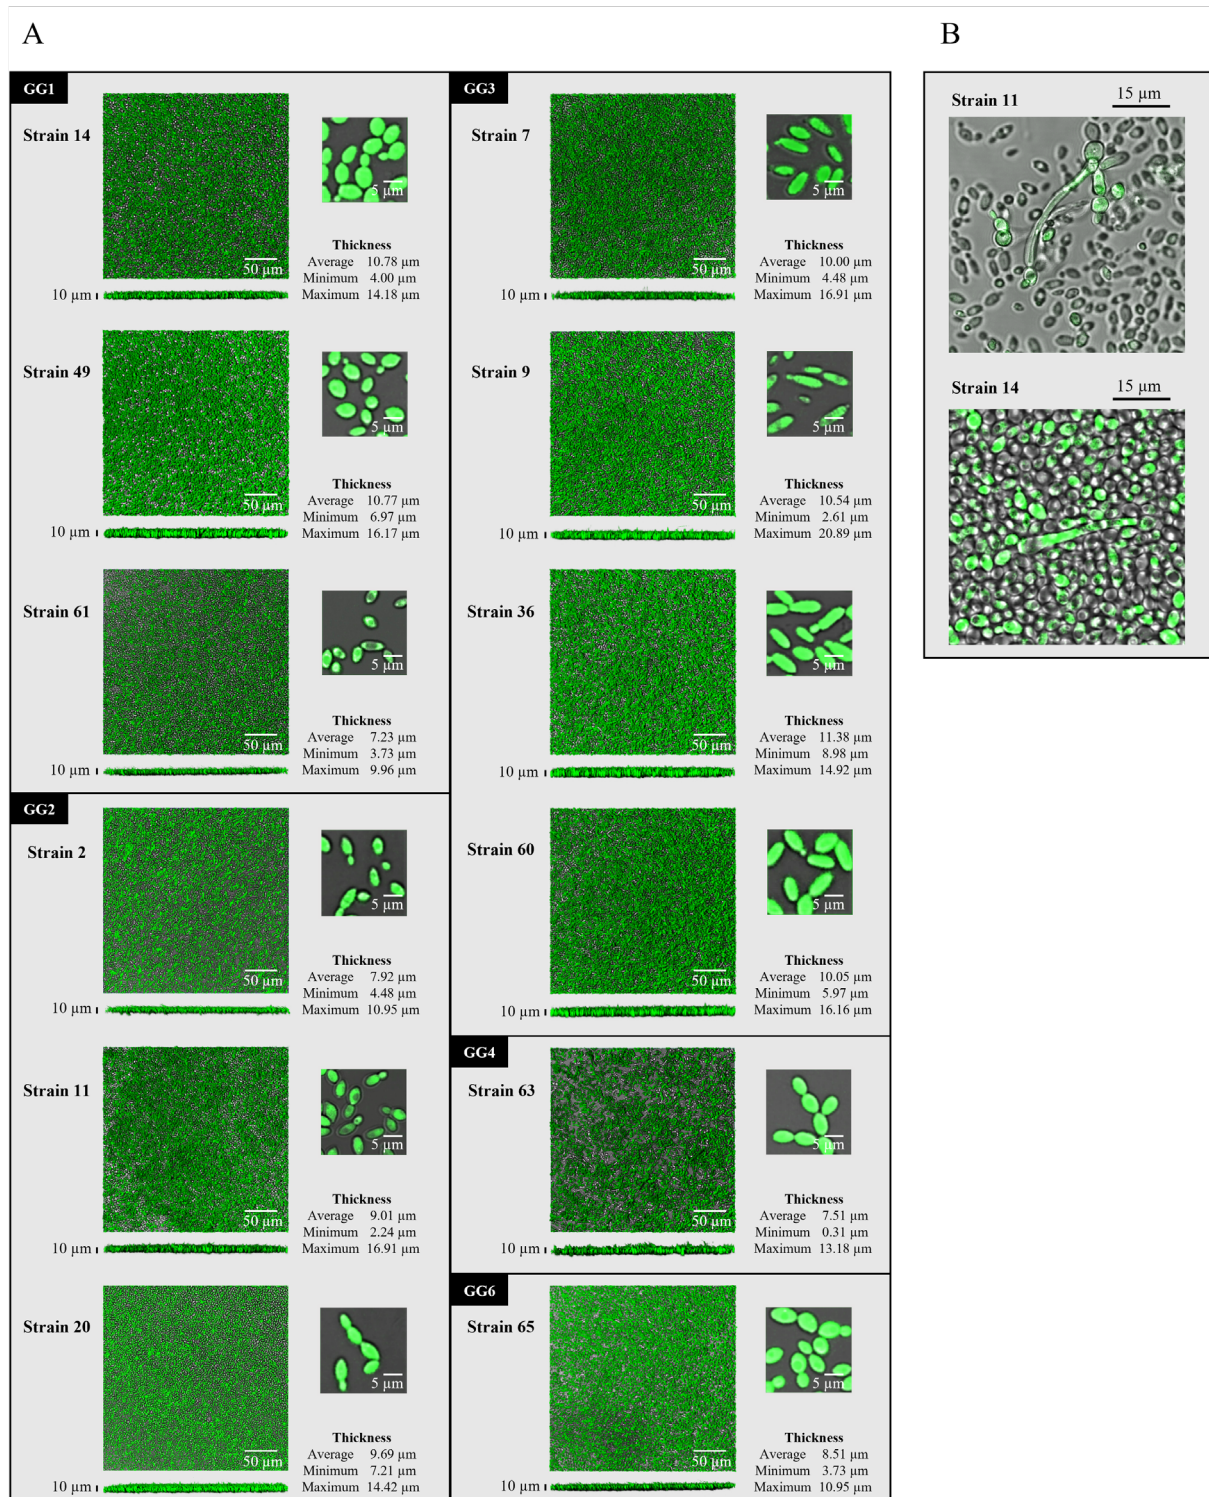 A
GG1
Strain 14
5 µm
50 µm
Thickness
Average 10.78 µm
Minimum 4.00 µm
Maximum 14.18 µm
10 µm
Strain 49
5 µm
50 µm
Thickness
Average 10.77 µm
Minimum 6.97 µm
Maximum 16.17 µm
10 µm
Strain 61
5 µm
50 µm
Thickness
Average 7.23 µm
Minimum 3.73 µm
Maximum 9.96 µm
10 µm
GG2
Strain 2
5 µm
50 µm
Thickness
Average 7.92 µm
Minimum 4.48 µm
Maximum 10.95 µm
10 µm
Strain 11
5 µm
50 µm
Thickness
Average 9.01 µm
Minimum 2.24 µm
Maximum 16.91 µm
10 µm
Strain 20
5 µm
50 µm
Thickness
Average 9.69 µm
Minimum 7.21 µm
Maximum 14.42 µm
10 µm
GG3
Strain 7
5 µm
50 µm
Thickness
Average 10.00 µm
Minimum 4.48 µm
Maximum 16.91 µm
10 µm
Strain 9
5 µm
50 µm
Thickness
Average 10.54 µm
Minimum 2.61 µm
Maximum 20.89 µm
10 µm
Strain 36
5 µm
50 µm
Thickness
Average 11.38 µm
Minimum 8.98 µm
Maximum 14.92 µm
10 µm
Strain 60
5 µm
50 µm
Thickness
Average 10.05 µm
Minimum 5.97 µm
Maximum 16.16 µm
10 µm
GG4
Strain 63
5 µm
50 µm
Thickness
Average 7.51 µm
Minimum 0.31 µm
Maximum 13.18 µm
10 µm
GG6
Strain 65
5 µm
50 µm
Thickness
Average 8.51 µm
Minimum 3.73 µm
Maximum 10.95 µm
10 µm
B
Strain 11
15 µm
Strain 14
15 µm